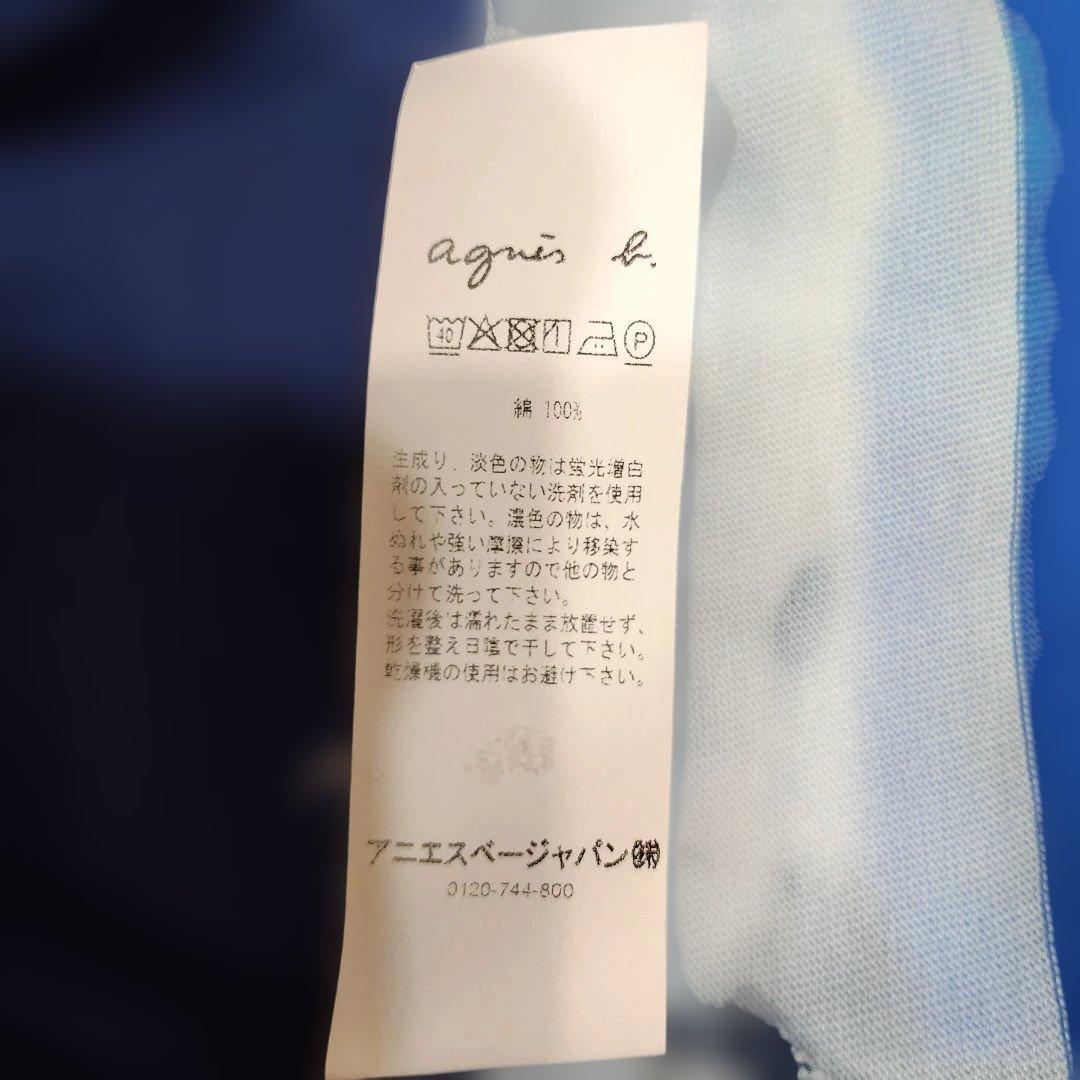 agnès b.
40 P
綿 100%
生成り、淡色の物は蛍光増白
剤の入っていない洗剤を使用
して下さい。濃色の物は、水
ぬれや強い摩擦により移染す
る事がありますので他の物と
分けて洗って下さい。
洗濯後は濡れたまま放置せず、
形を整え日陰で干して下さい。
乾燥機の使用はお避け下さい。
アニエスベージャパン㈱
0120-744-800